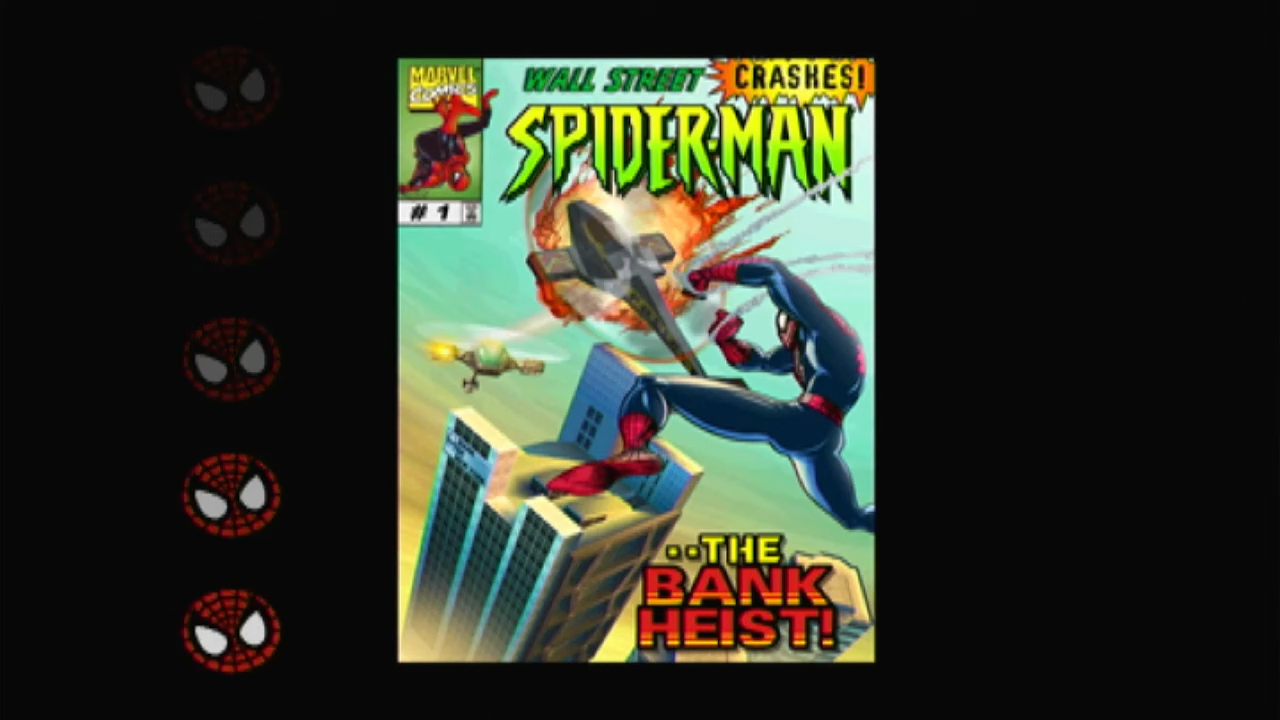 MARVEL
COMICS
WALL STREET
CRASHES!
SPIDER-MAN
# 1
..THE
BANK
HEIST!